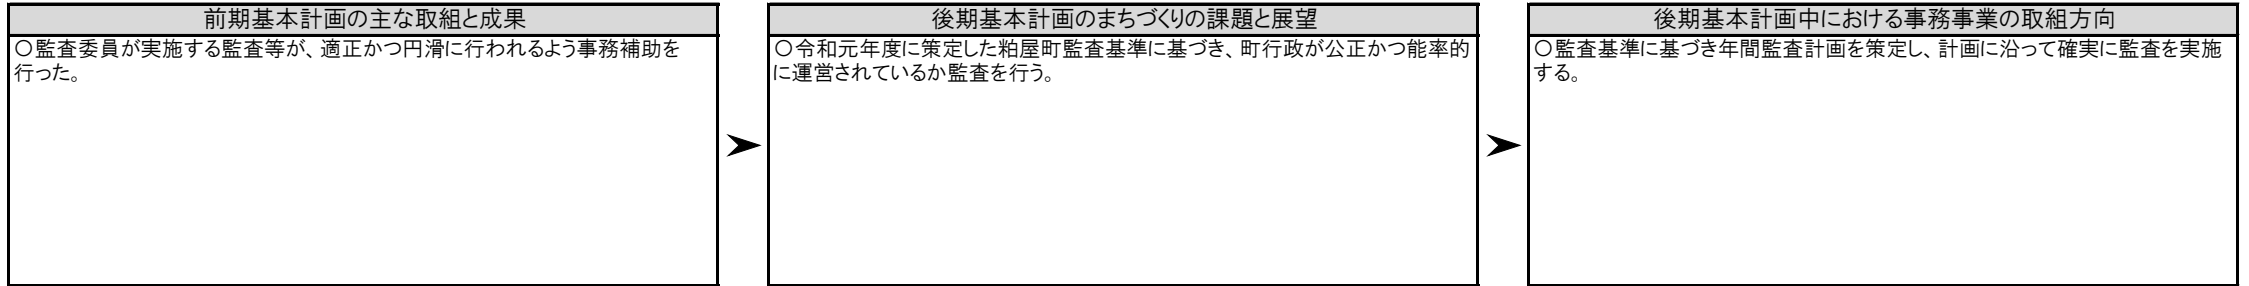 前期基本計画の主な取組と成果
〇監査委員が実施する監査等が、適正かつ円滑に行われるよう事務補助を
行った。
後期基本計画のまちづくりの課題と展望
〇令和元年度に策定した粕屋町監査基準に基づき、町行政が公正かつ能率的
に運営されているか監査を行う。
後期基本計画中における事務事業の取組方向
〇監査基準に基づき年間監査計画を策定し、計画に沿って確実に監査を実施
する。